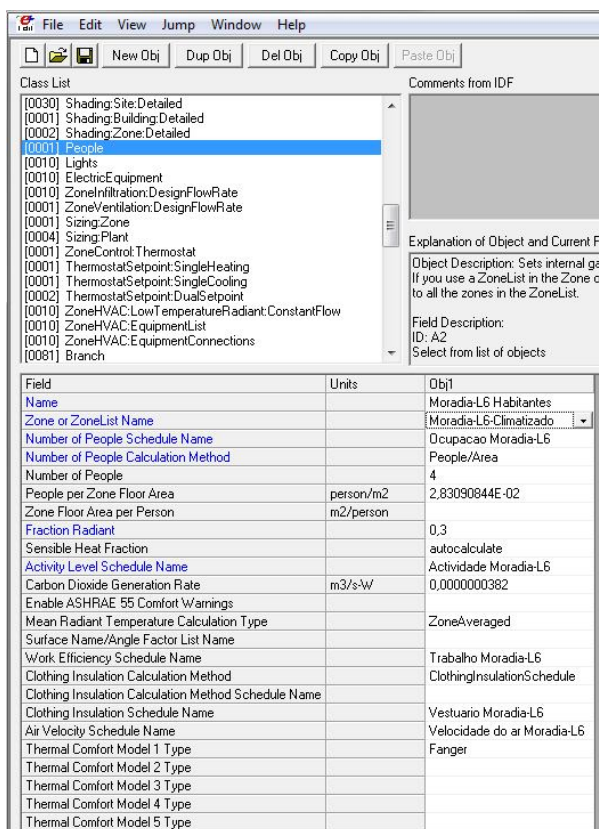 File Edit View Jump Window Help
New Obj Dup Obj Del Obj Copy Obj Paste Obj
Class List
[0030] Shading:Site:Detailed
[0001] Shading:Building:Detailed
[0002] Shading:Zone:Detailed
[0001] People
[0010] Lights
[0010] ElectricEquipment
[0010] ZoneInfiltration:DesignFlowRate
[0001] ZoneVentilation:DesignFlowRate
[0001] Sizing:Zone
[0004] Sizing:Plant
[0001] ZoneControl:Thermostat
[0001] ThermostatSetpoint:SingleHeating
[0001] ThermostatSetpoint:SingleCooling
[0002] ThermostatSetpoint:DualSetpoint
[0010] ZoneHVAC:LowTemperatureRadiant:ConstantFlow
[0010] ZoneHVAC:EquipmentList
[0010] ZoneHVAC:EquipmentConnections
[0081] Branch
Comments from IDF
Explanation of Object and Current F
Object Description: Sets internal ga
If you use a ZoneList in the Zone o
to all the zones in the ZoneList.
Field Description:
ID: A2
Select from list of objects
Field Units Obj1
Name Moradia-L6 Habitantes
Zone or ZoneList Name Moradia-L6-Climatizado
Number of People Schedule Name Ocupacao Moradia-L6
Number of People Calculation Method People/Area
Number of People 4
People per Zone Floor Area person/m2 2,83090844E-02
Zone Floor Area per Person m2/person
Fraction Radiant 0,3
Sensible Heat Fraction autocalculate
Activity Level Schedule Name Actividade Moradia-L6
Carbon Dioxide Generation Rate m3/s-W 0,0000000382
Enable ASHRAE 55 Comfort Warnings
Mean Radiant Temperature Calculation Type ZoneAveraged
Surface Name/Angle Factor List Name
Work Efficiency Schedule Name Trabalho Moradia-L6
Clothing Insulation Calculation Method ClothingInsulationSchedule
Clothing Insulation Calculation Method Schedule Name
Clothing Insulation Schedule Name Vestuario Moradia-L6
Air Velocity Schedule Name Velocidade do ar Moradia-L6
Thermal Comfort Model 1 Type Fanger
Thermal Comfort Model 2 Type
Thermal Comfort Model 3 Type
Thermal Comfort Model 4 Type
Thermal Comfort Model 5 Type